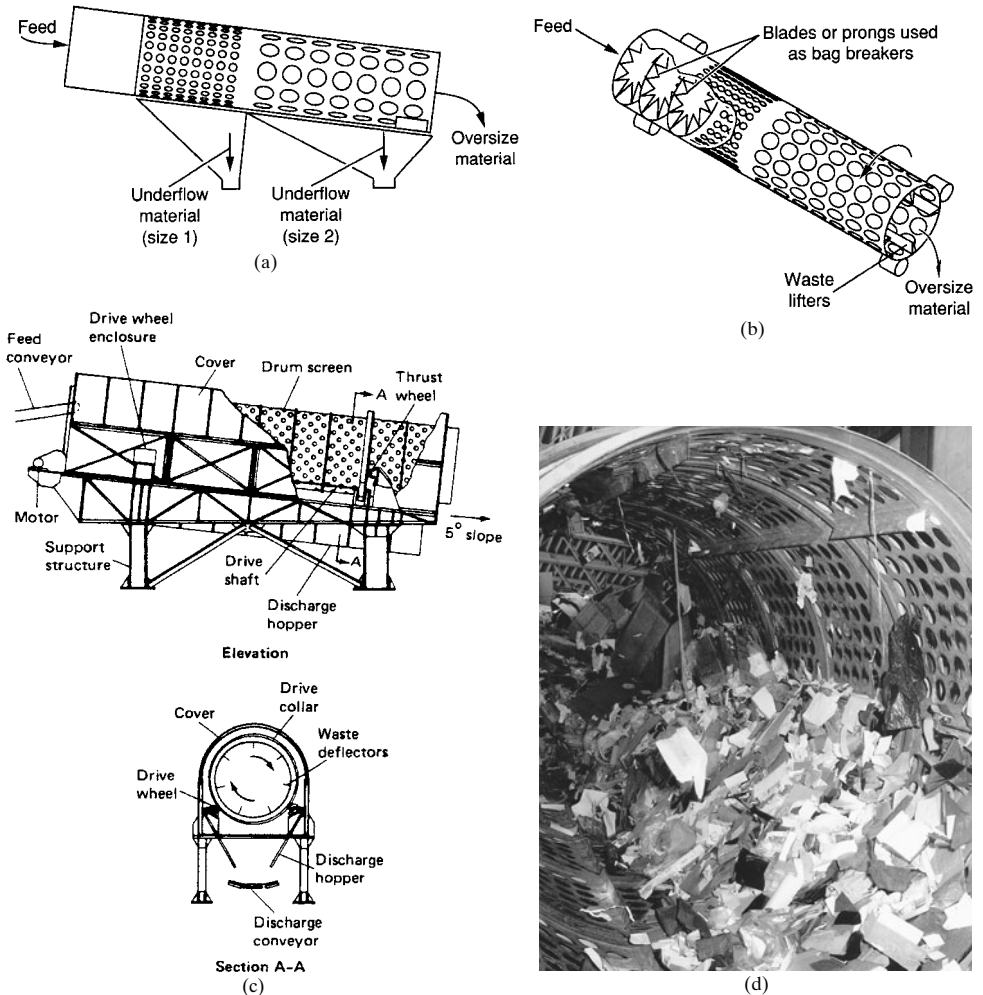 Feed
Oversize
material
Underflow
material
(size 1)
Underflow
material
(size 2)
(a)
Feed
Blades or prongs used
as bag breakers
Waste
lifters
Oversize
material
(b)
Drive wheel
enclosure
Feed
conveyor
Cover
Drum screen
Thrust
wheel
A
Motor
5° slope
Support
structure
Drive
shaft
A
Discharge
hopper
Elevation
Drive
collar
Cover
Waste
deflectors
Drive
wheel
Discharge
hopper
Discharge
conveyor
Section A-A
(c)
(d)